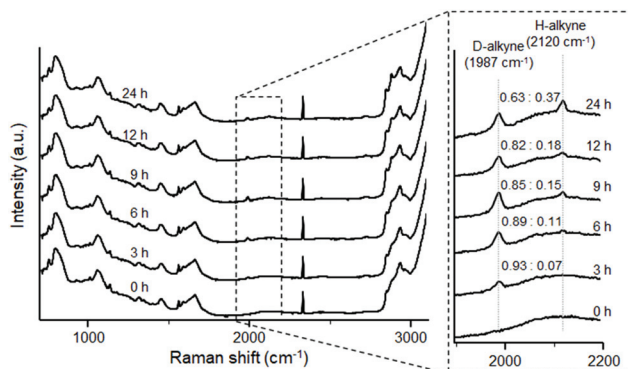 H-alkyne
(2120 cm⁻¹)
D-alkyne
(1987 cm⁻¹)
Intensity (a.u.)
24 h
12 h
9 h
6 h
3 h
0 h
1000
2000
3000
Raman shift (cm⁻¹)
0.63 : 0.37
24 h
0.82 : 0.18
12 h
0.85 : 0.15
9 h
0.89 : 0.11
6 h
0.93 : 0.07
3 h
0 h
2000
2200